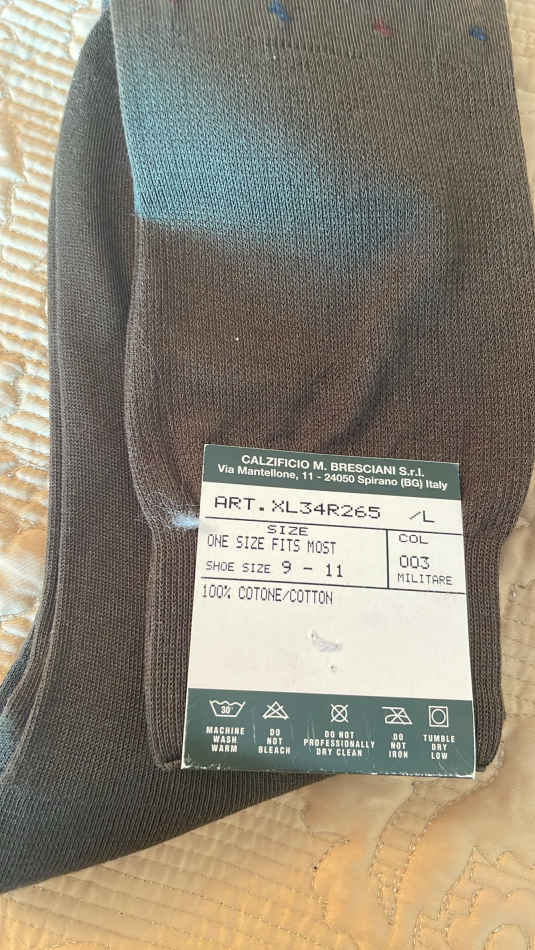 CALZIFICIO M. BRESCIANI S.r.l.
Via Mantellone, 11 - 24050 Spirano (BG) Italy
ART. XL34R265 /L
SIZE
ONE SIZE FITS MOST
SHOE SIZE 9 - 11
COL
003
MILITARE
100% COTONE/COTTON
30°
MACHINE
WASH
WARM
DO
NOT
BLEACH
DO NOT
PROFESSIONALLY
DRY CLEAN
DO
NOT
IRON
TUMBLE
DRY
LOW